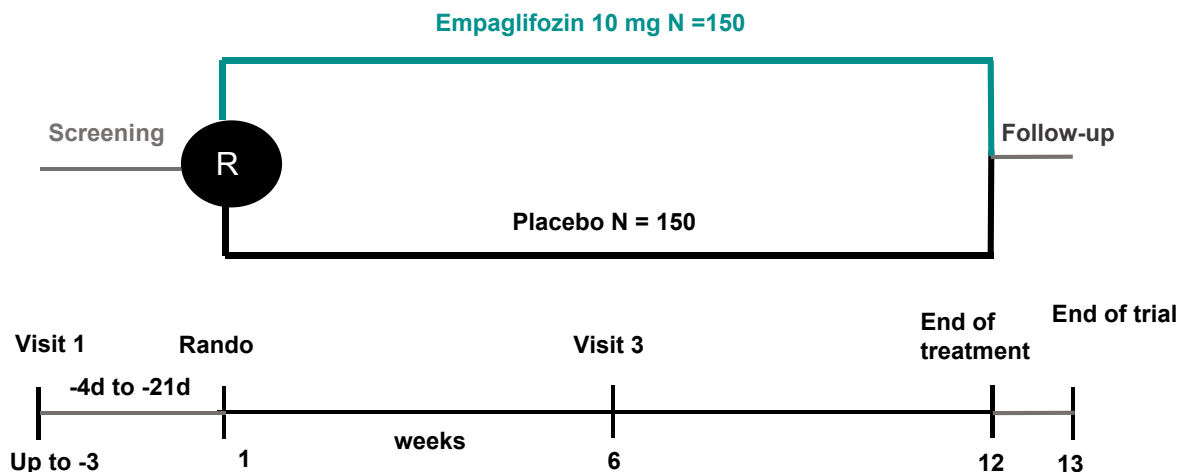 Empaglifozin 10 mg N =150
Screening
R
Follow-up
Placebo N = 150
Visit 1
Rando
Visit 3
End of
treatment
End of trial
-4d to -21d
weeks
Up to -3
1
6
12
13